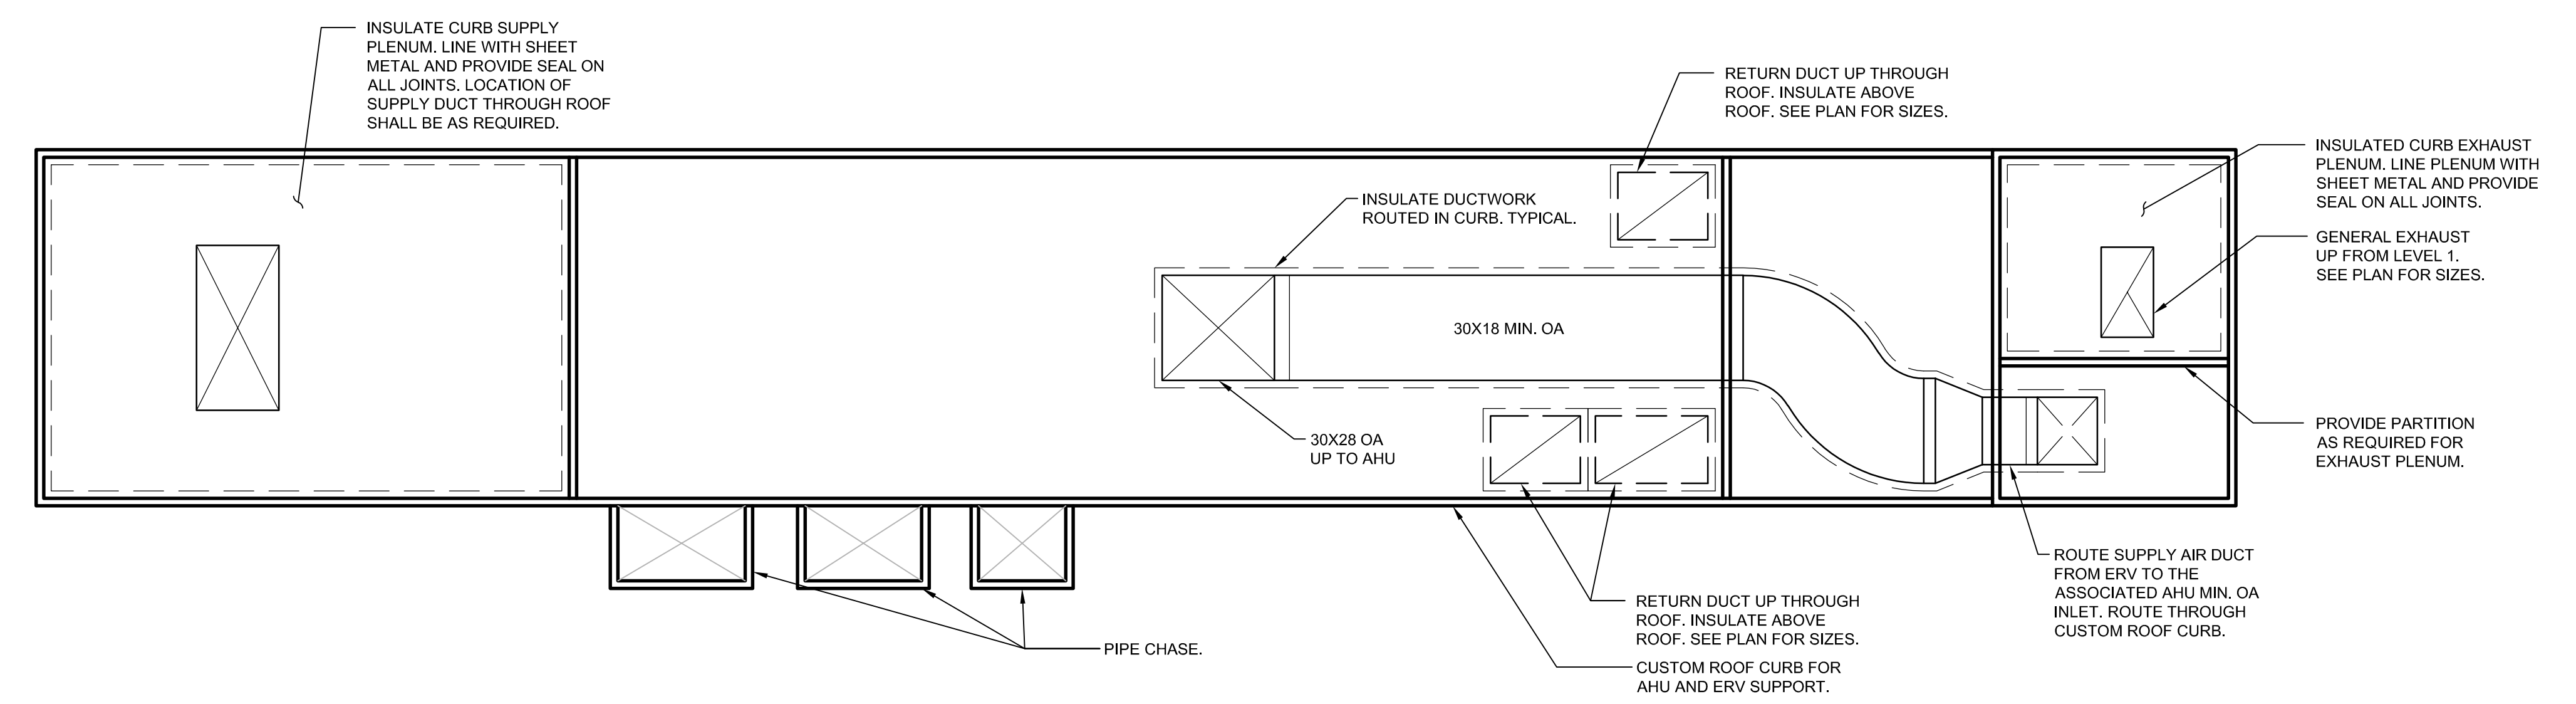 INSULATE CURB SUPPLY
PLENUM. LINE WITH SHEET
METAL AND PROVIDE SEAL ON
ALL JOINTS. LOCATION OF
SUPPLY DUCT THROUGH ROOF
SHALL BE AS REQUIRED.
RETURN DUCT UP THROUGH
ROOF. INSULATE ABOVE
ROOF. SEE PLAN FOR SIZES.
INSULATED CURB EXHAUST
PLENUM. LINE PLENUM WITH
SHEET METAL AND PROVIDE
SEAL ON ALL JOINTS.
INSULATE DUCTWORK
ROUTED IN CURB. TYPICAL.
GENERAL EXHAUST
UP FROM LEVEL 1.
SEE PLAN FOR SIZES.
30X18 MIN. OA
30X28 OA
UP TO AHU
PROVIDE PARTITION
AS REQUIRED FOR
EXHAUST PLENUM.
ROUTE SUPPLY AIR DUCT
FROM ERV TO THE
ASSOCIATED AHU MIN. OA
INLET. ROUTE THROUGH
CUSTOM ROOF CURB.
RETURN DUCT UP THROUGH
ROOF. INSULATE ABOVE
ROOF. SEE PLAN FOR SIZES.
PIPE CHASE.
CUSTOM ROOF CURB FOR
AHU AND ERV SUPPORT.